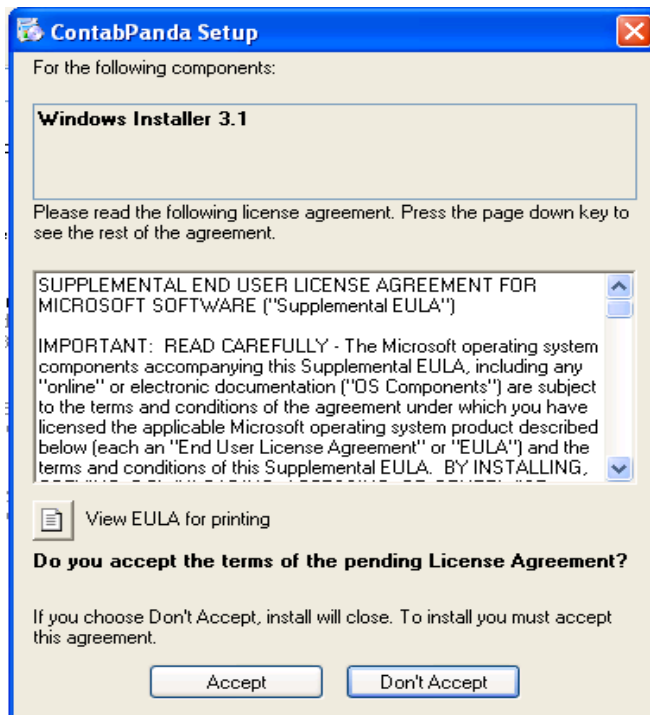 ContabPanda Setup
For the following components:
Windows Installer 3.1
Please read the following license agreement. Press the page down key to
see the rest of the agreement.
SUPPLEMENTAL END USER LICENSE AGREEMENT FOR
MICROSOFT SOFTWARE ("Supplemental EULA")
IMPORTANT: READ CAREFULLY - The Microsoft operating system
components accompanying this Supplemental EULA, including any
"online" or electronic documentation ("OS Components") are subject
to the terms and conditions of the agreement under which you have
licensed the applicable Microsoft operating system product described
below (each an "End User License Agreement" or "EULA") and the
terms and conditions of this Supplemental EULA. BY INSTALLING,
View EULA for printing
Do you accept the terms of the pending License Agreement?
If you choose Don't Accept, install will close. To install you must accept
this agreement.
Accept
Don't Accept